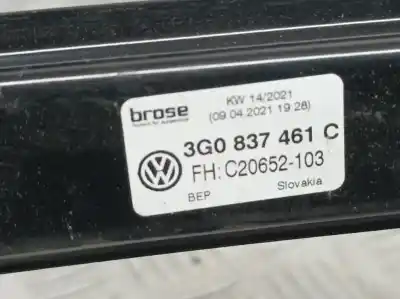 brose
KW 14/2021
(09.04.2021 19:28)
3G0 837 461 C
FH: C20652-103
BEP
Slovakia